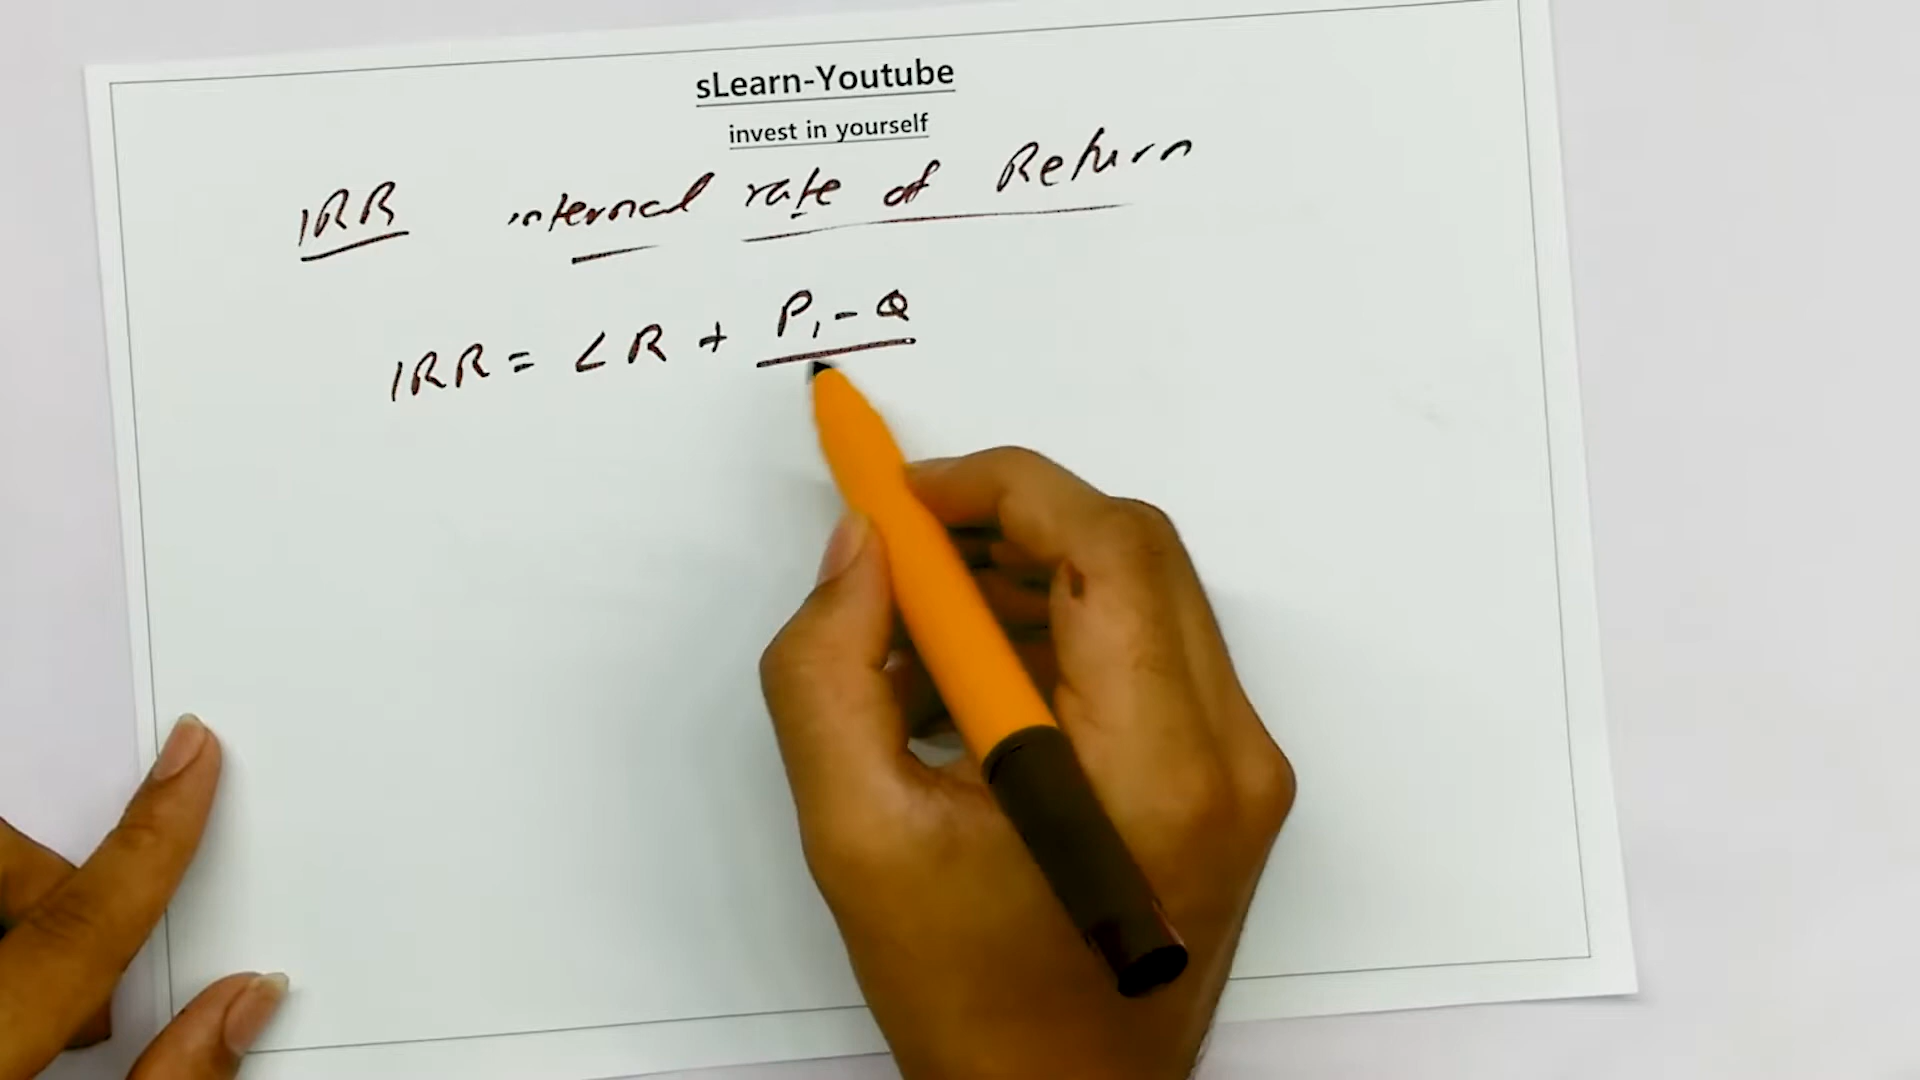 sLearn-Youtube
invest in yourself
IRR internal rate of Return
IRR = LR + P1 - Q